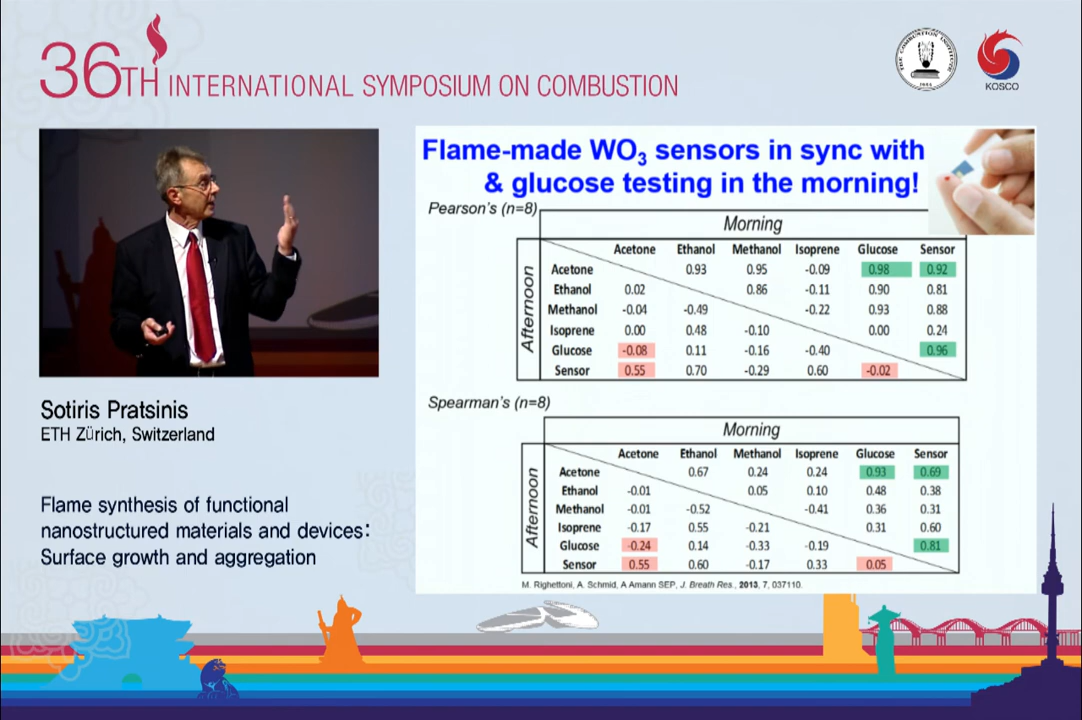 36TH INTERNATIONAL SYMPOSIUM ON COMBUSTION
THE COMBUSTION INSTITUTE
KOSCO
Flame-made WO3 sensors in sync with
& glucose testing in the morning!
Pearson's (n=8)
Morning
Acetone Ethanol Methanol Isoprene Glucose Sensor
Afternoon
Acetone 0.93 0.95 -0.09 0.98 0.92
Ethanol 0.02 0.86 -0.11 0.90 0.81
Methanol -0.04 -0.49 -0.22 0.93 0.88
Isoprene 0.00 0.48 -0.10 0.00 0.24
Glucose -0.08 0.11 -0.16 -0.40 0.96
Sensor 0.55 0.70 -0.29 0.60 -0.02
Spearman's (n=8)
Morning
Acetone Ethanol Methanol Isoprene Glucose Sensor
Afternoon
Acetone 0.67 0.24 0.24 0.93 0.69
Ethanol -0.01 0.05 0.10 0.48 0.38
Methanol -0.01 -0.52 -0.41 0.36 0.31
Isoprene -0.17 0.55 -0.21 0.31 0.60
Glucose -0.24 0.14 -0.33 -0.19 0.81
Sensor 0.55 0.60 -0.17 0.33 0.05
M. Righettoni, A. Schmid, A.Amann SEP, J. Breath Res., 2013, 7, 037110.
Sotiris Pratsinis
ETH Zürich, Switzerland
Flame synthesis of functional
nanostructured materials and devices:
Surface growth and aggregation